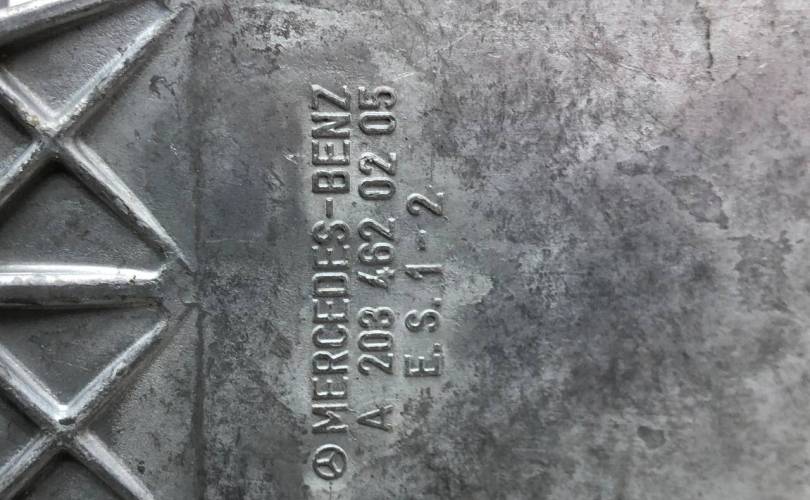 MERCEDES-BENZ
A 203 462 02 05
E.S. 1-2